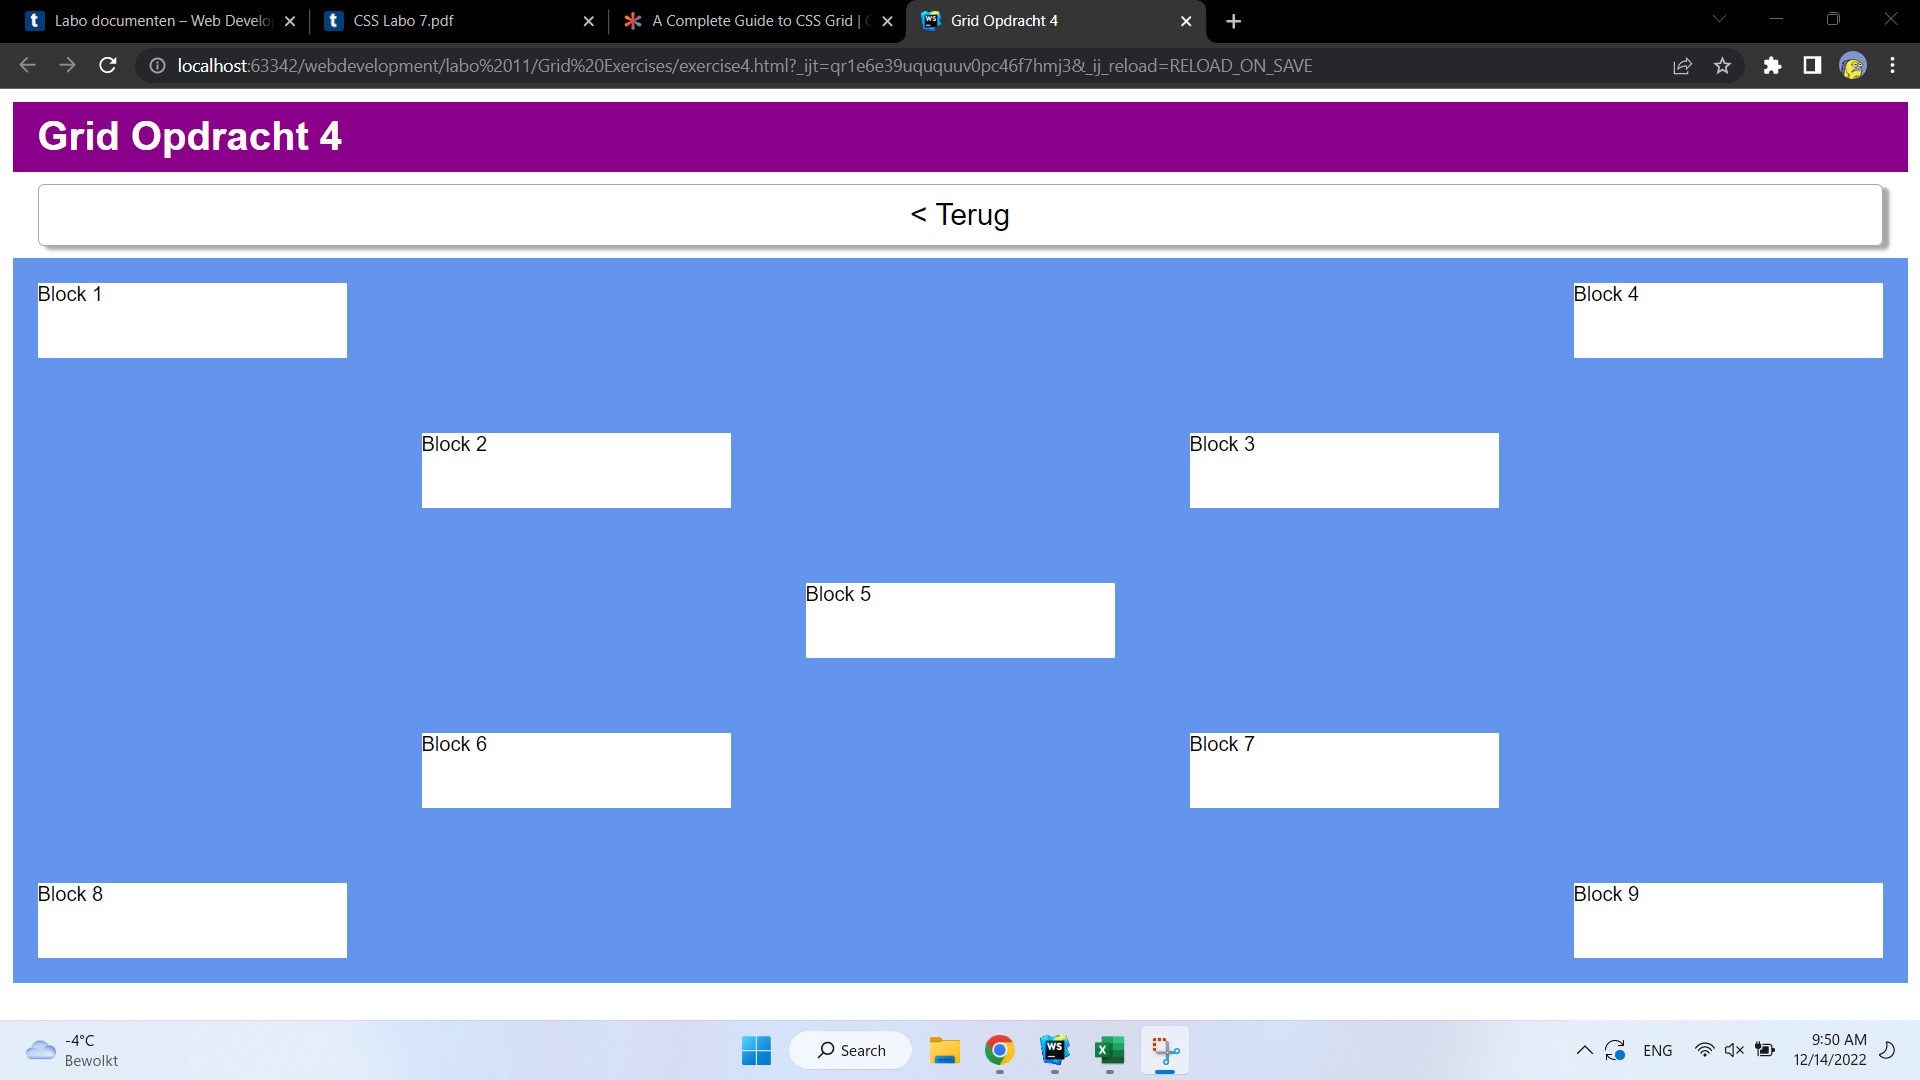 Labo documenten – Web Develo
CSS Labo 7.pdf
A Complete Guide to CSS Grid |
Grid Opdracht 4
localhost:63342/webdevelopment/labo%2011/Grid%20Exercises/exercise4.html?_ijt=qr1e6e39uququuv0pc46f7hmj3&_ij_reload=RELOAD_ON_SAVE
Grid Opdracht 4
< Terug
Block 1
Block 4
Block 2
Block 3
Block 5
Block 6
Block 7
Block 8
Block 9
-4°C
Bewolkt
Search
WS
ENG
9:50 AM
12/14/2022